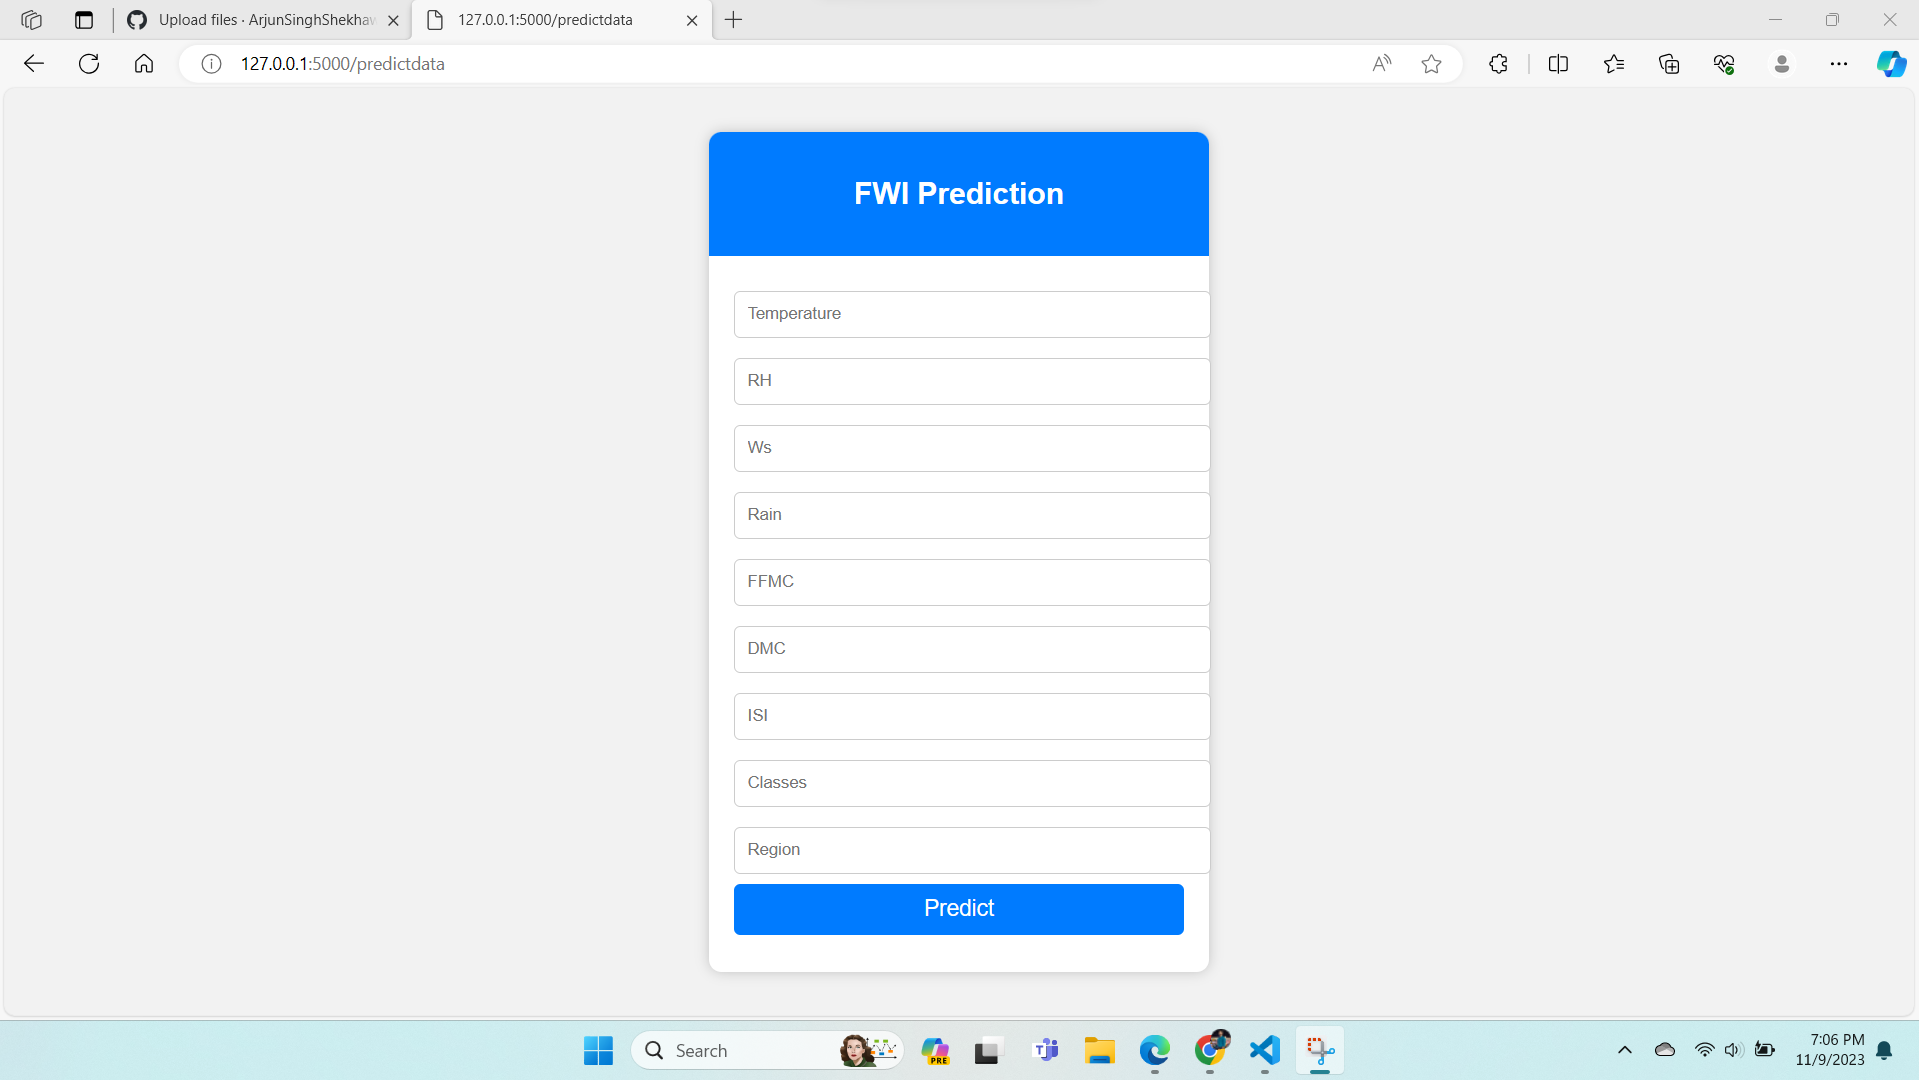 Upload files · ArjunSinghShekhaw
127.0.0.1:5000/predictdata
127.0.0.1:5000/predictdata
FWI Prediction
Temperature
RH
Ws
Rain
FFMC
DMC
ISI
Classes
Region
Predict
Search
PRE
7:06 PM
11/9/2023